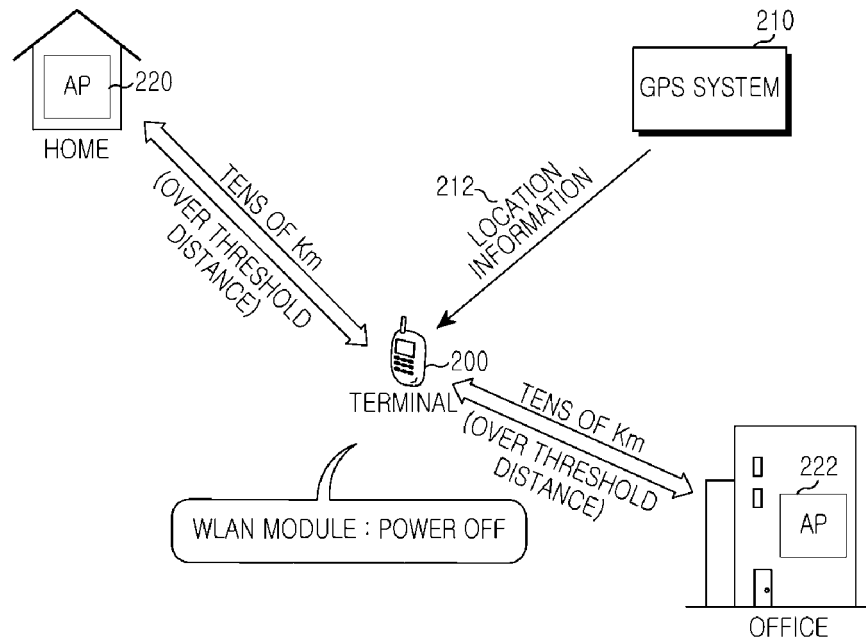 210
GPS SYSTEM
AP
220
HOME
TENS OF Km
(OVER THRESHOLD
DISTANCE)
212
LOCATION
INFORMATION
200
TERMINAL
TENS OF Km
(OVER THRESHOLD
DISTANCE)
222
AP
WLAN MODULE : POWER OFF
OFFICE